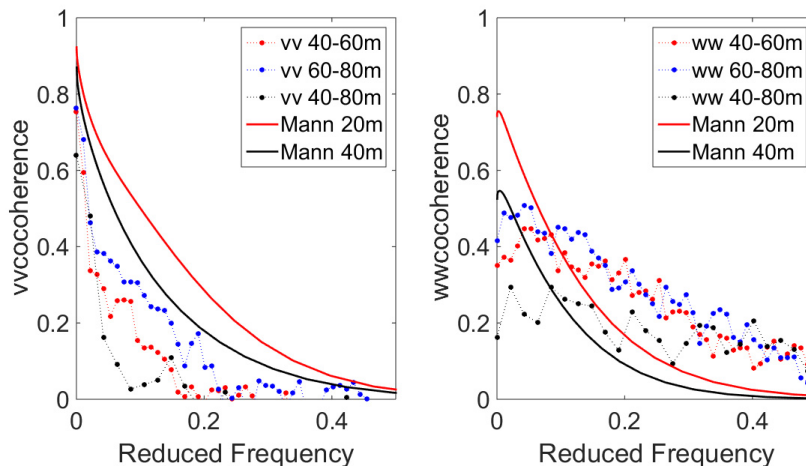 1
0.8
0.6
0.4
0.2
0
vvcocoherence
vv 40-60m
vv 60-80m
vv 40-80m
Mann 20m
Mann 40m
0 0.2 0.4
Reduced Frequency
1
0.8
0.6
0.4
0.2
0
wwcocoherence
ww 40-60m
ww 60-80m
ww 40-80m
Mann 20m
Mann 40m
0 0.2 0.4
Reduced Frequency